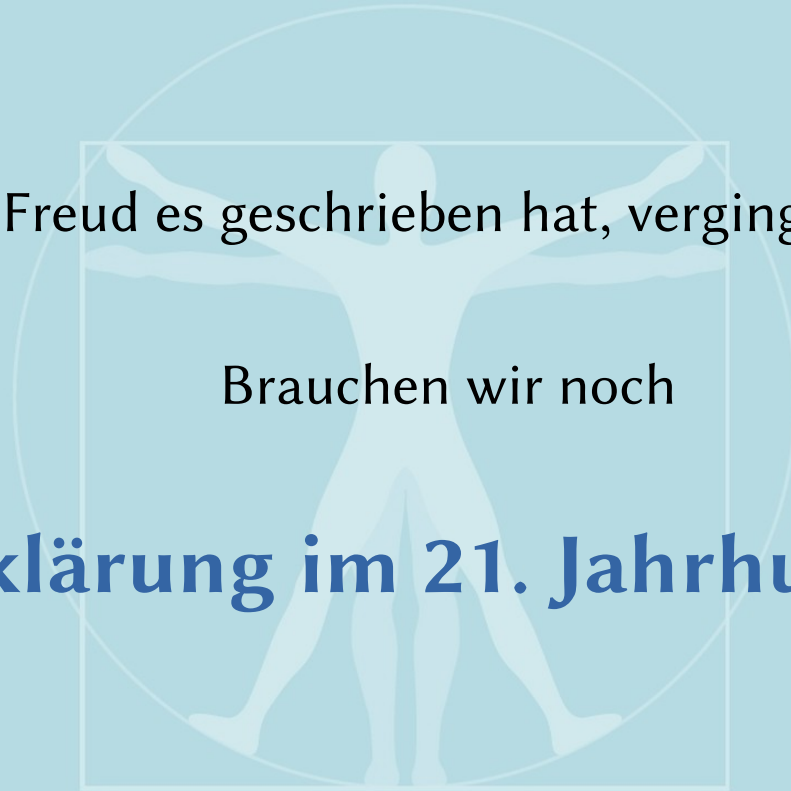 Freud es geschrieben hat, verging
Brauchen wir noch
klärung im 21. Jahrhu